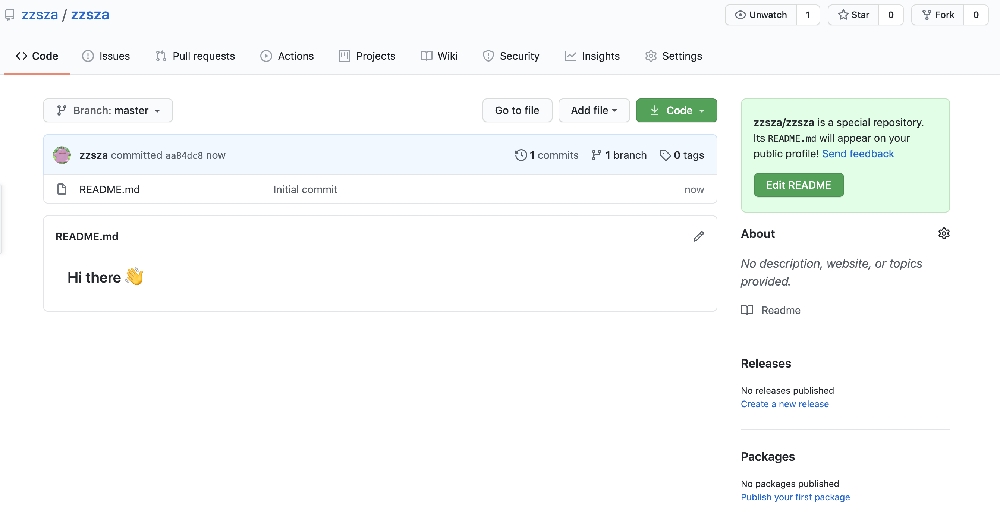 zzsza / zzsza
Unwatch 1 Star 0 Fork 0
Code Issues Pull requests Actions Projects Wiki Security Insights Settings
Branch: master
Go to file Add file Code
zzsza committed aa84dc8 now
1 commits 1 branch 0 tags
README.md Initial commit now
README.md
Hi there 👋
zzsza/zzsza is a special repository.
Its README.md will appear on your
public profile! Send feedback
Edit README
About
No description, website, or topics
provided.
Readme
Releases
No releases published
Create a new release
Packages
No packages published
Publish your first package